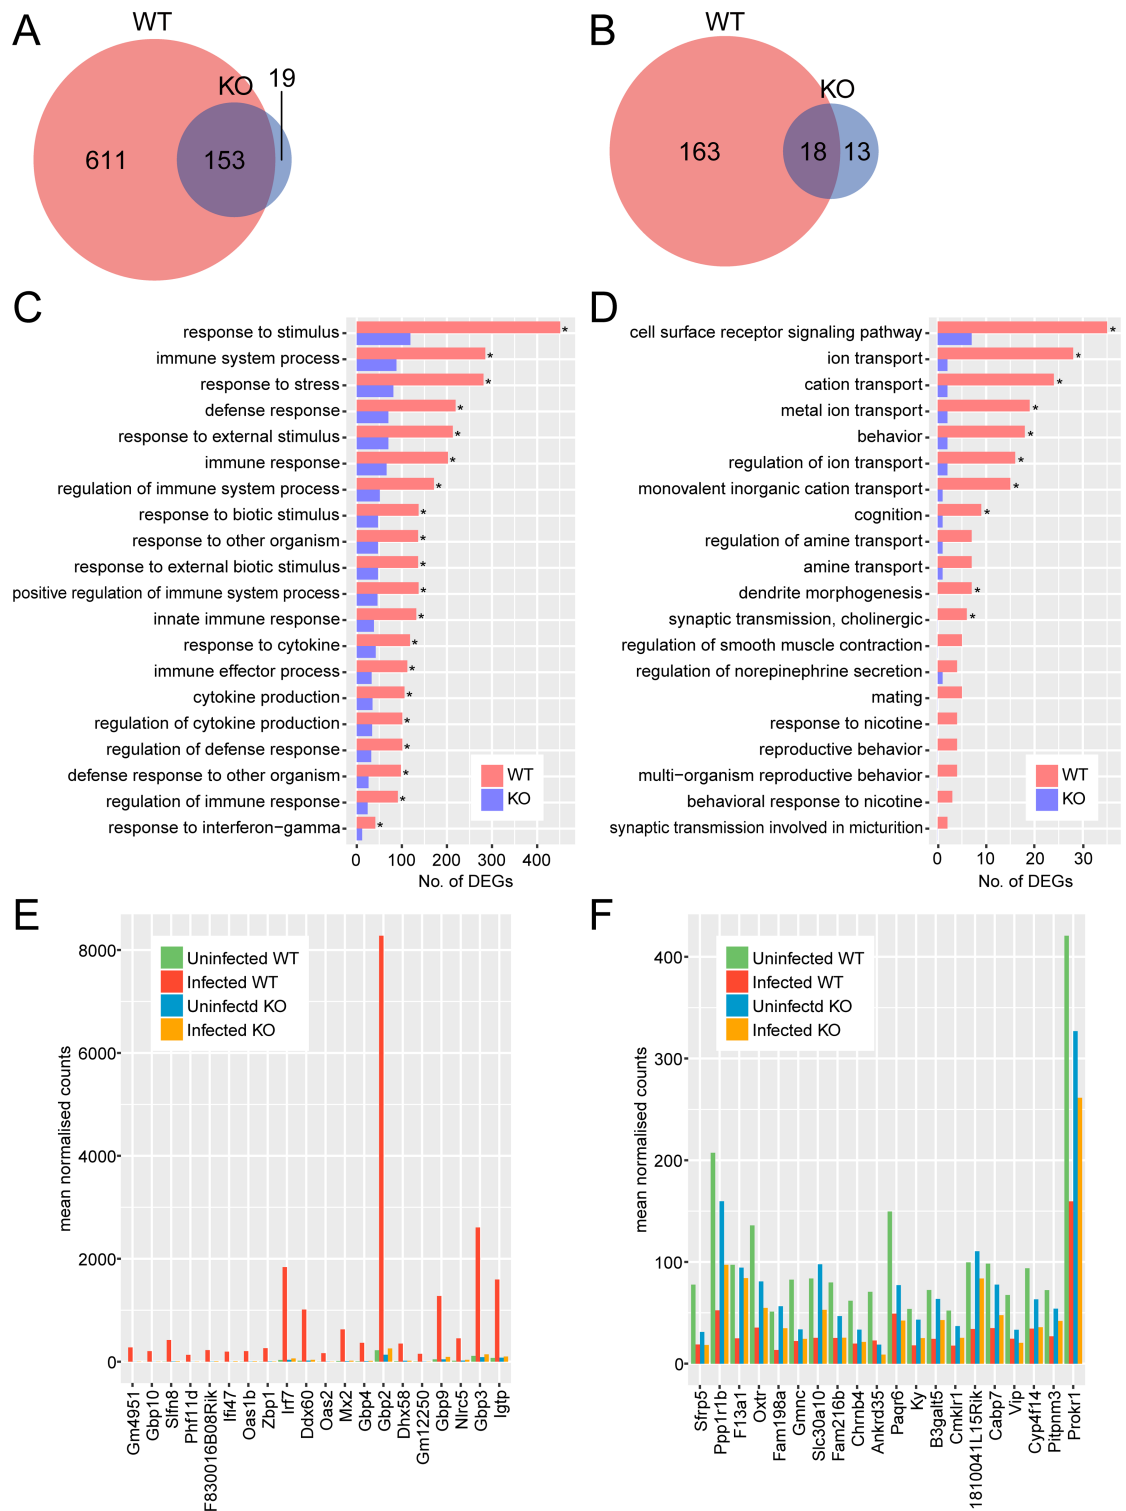 A
WT
KO
19
611
153
B
WT
KO
163
18
13
C
response to stimulus
immune system process
response to stress
defense response
response to external stimulus
immune response
regulation of immune system process
response to biotic stimulus
response to other organism
response to external biotic stimulus
positive regulation of immune system process
innate immune response
response to cytokine
immune effector process
cytokine production
regulation of cytokine production
regulation of defense response
defense response to other organism
regulation of immune response
response to interferon−gamma
* * * * * * * * * * * * * * * * * * * *
WT
KO
0 100 200 300 400
No. of DEGs
D
cell surface receptor signaling pathway
ion transport
cation transport
metal ion transport
behavior
regulation of ion transport
monovalent inorganic cation transport
cognition
regulation of amine transport
amine transport
dendrite morphogenesis
synaptic transmission, cholinergic
regulation of smooth muscle contraction
regulation of norepinephrine secretion
mating
response to nicotine
reproductive behavior
multi−organism reproductive behavior
behavioral response to nicotine
synaptic transmission involved in micturition
* * * * * * * * * *
WT
KO
0 10 20 30
No. of DEGs
E
mean normalised counts
8000
6000
4000
2000
0
Uninfected WT
Infected WT
Uninfectd KO
Infected KO
Gm4951
Gbp10
Slfn8
Phf11d
F830016B08Rik
Ifi47
Oas1b
Zbp1
Irf7
Ddx60
Oas2
Mx2
Gbp4
Gbp2
Dhx58
Gm12250
Gbp9
Nlrc5
Gbp3
Igtp
F
mean normalised counts
400
300
200
100
0
Uninfected WT
Infected WT
Uninfectd KO
Infected KO
Sfrp5
Ppp1r1b
F13a1
Oxtr
Fam198a
Gmnc
Slc30a10
Fam216b
Chrnb4
Ankrd35
Paqr6
Ky
B3galt5
Cmklr1
1810041L15Rik
Cabp7
Vip
Cyp4f14
Pitpnm3
Prokr1